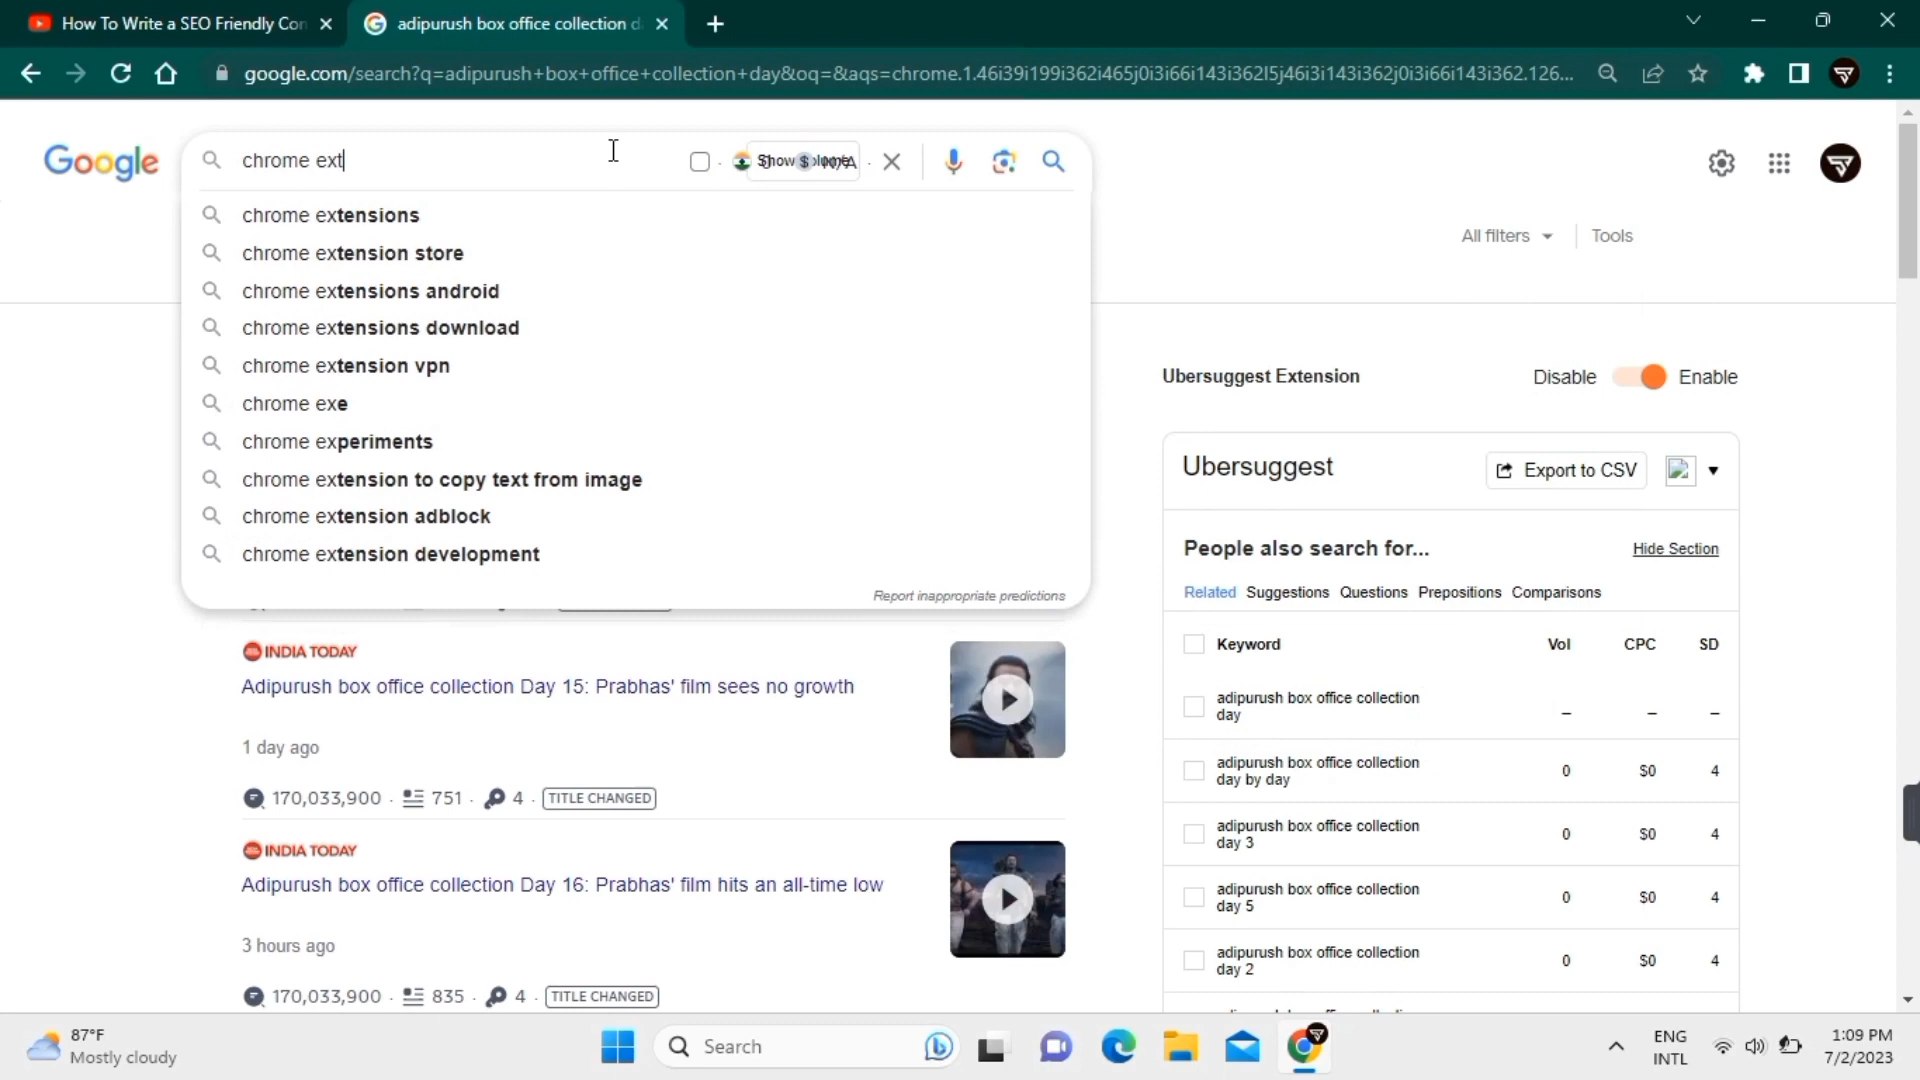 How To Write a SEO Friendly Con
adipurush box office collection d
google.com/search?q=adipurush+box+office+collection+day&oq=&aqs=chrome.1.46i39i199i362i465j0i3i66i143i362l5j46i3i143i362j0i3i66i143i362.126...
Google
chrome ext
Show 0 $ N/A
chrome extensions
chrome extension store
chrome extensions android
chrome extensions download
chrome extension vpn
chrome exe
chrome experiments
chrome extension to copy text from image
chrome extension adblock
chrome extension development
Report inappropriate predictions
All filters
Tools
INDIA TODAY
Adipurush box office collection Day 15: Prabhas' film sees no growth
1 day ago
170,033,900 · 751 · 4 · TITLE CHANGED
INDIA TODAY
Adipurush box office collection Day 16: Prabhas' film hits an all-time low
3 hours ago
170,033,900 · 835 · 4 · TITLE CHANGED
Ubersuggest Extension
Disable Enable
Ubersuggest
Export to CSV
People also search for...
Hide Section
Related Suggestions Questions Prepositions Comparisons
Keyword Vol CPC SD
adipurush box office collection
day – – –
adipurush box office collection
day by day 0 $0 4
adipurush box office collection
day 3 0 $0 4
adipurush box office collection
day 5 0 $0 4
adipurush box office collection
day 2 0 $0 4
87°F
Mostly cloudy
Search
ENG
INTL
1:09 PM
7/2/2023